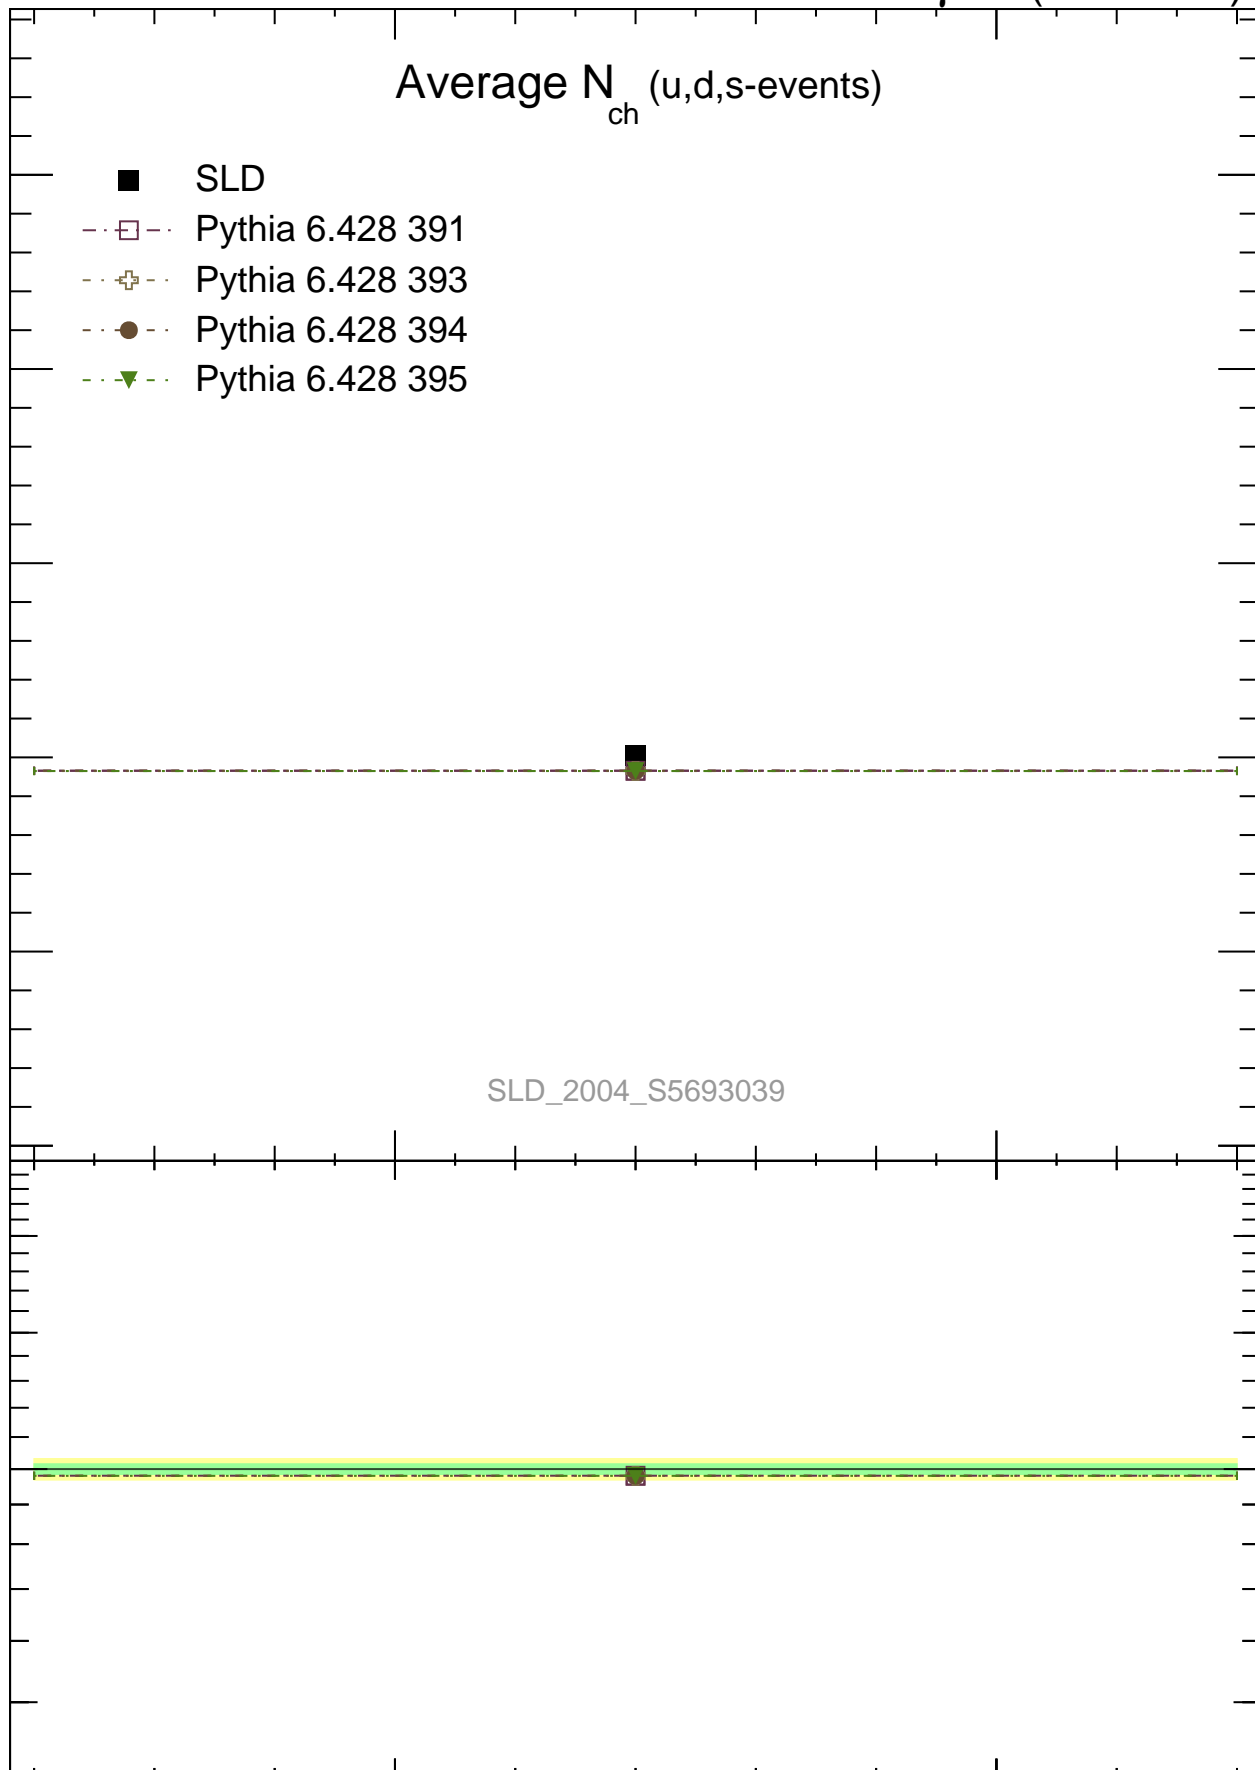 Average N_ch (u,d,s-events)
SLD
Pythia 6.428 391
Pythia 6.428 393
Pythia 6.428 394
Pythia 6.428 395
SLD_2004_S5693039